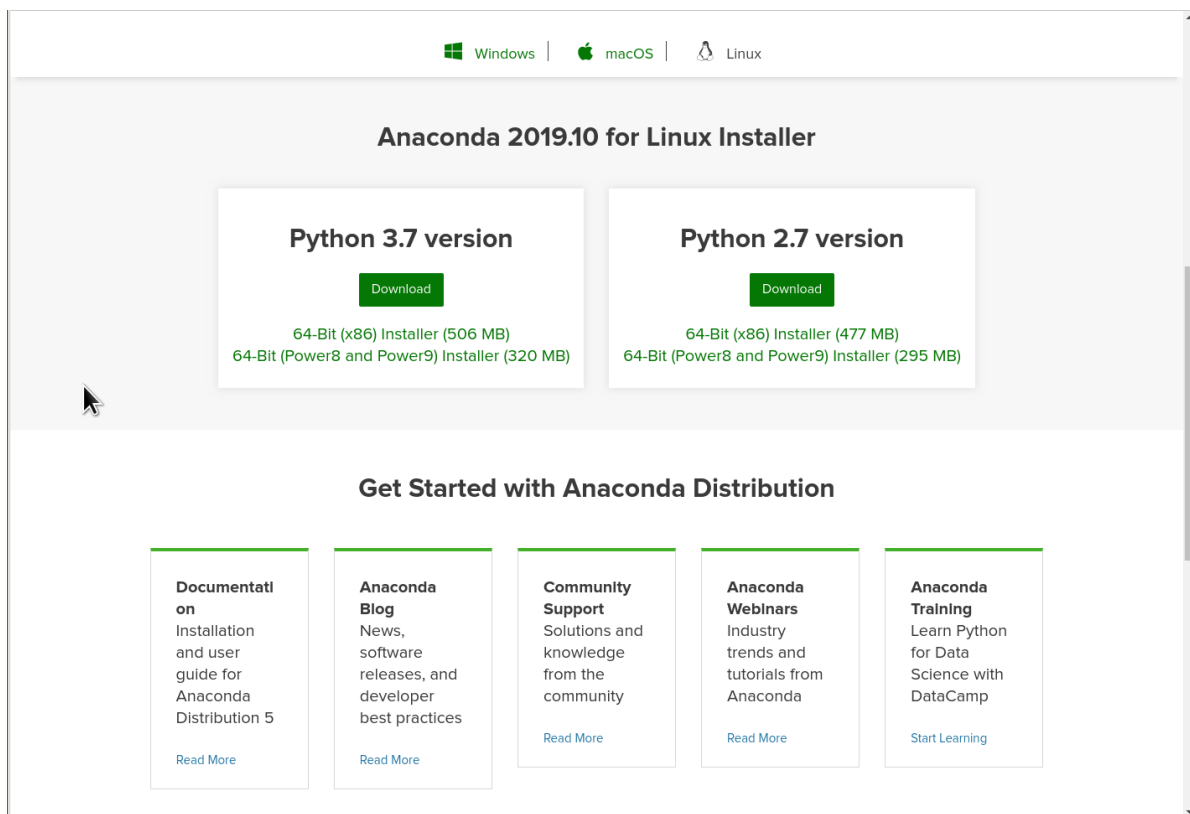 Windows | macOS | Linux
Anaconda 2019.10 for Linux Installer
Python 3.7 version
Download
64-Bit (x86) Installer (506 MB)
64-Bit (Power8 and Power9) Installer (320 MB)
Python 2.7 version
Download
64-Bit (x86) Installer (477 MB)
64-Bit (Power8 and Power9) Installer (295 MB)
Get Started with Anaconda Distribution
Documentati
on
Installation
and user
guide for
Anaconda
Distribution 5
Read More
Anaconda
Blog
News,
software
releases, and
developer
best practices
Read More
Community
Support
Solutions and
knowledge
from the
community
Read More
Anaconda
Webinars
Industry
trends and
tutorials from
Anaconda
Read More
Anaconda
Training
Learn Python
for Data
Science with
DataCamp
Start Learning